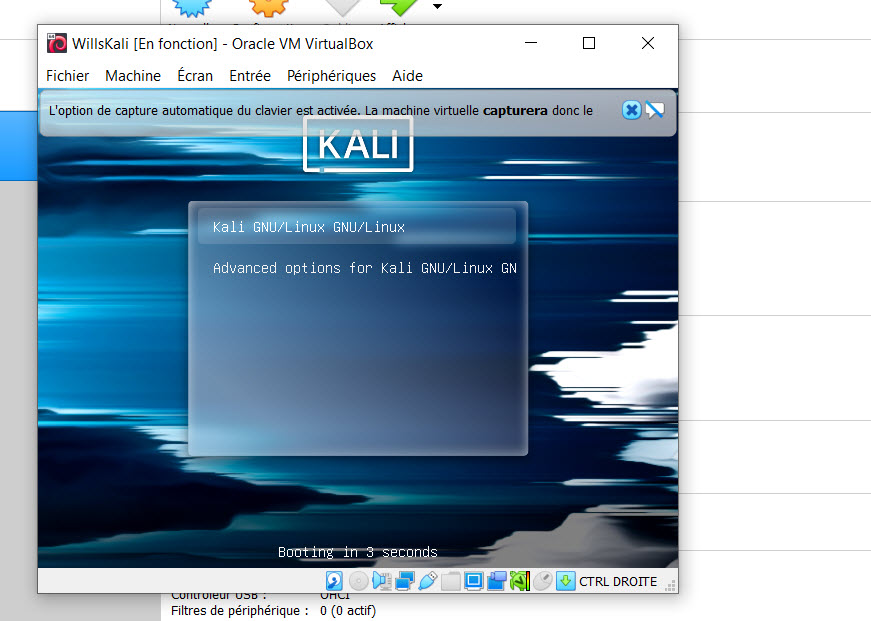 WillsKali [En fonction] - Oracle VM VirtualBox
Fichier Machine Écran Entrée Périphériques Aide
L'option de capture automatique du clavier est activée. La machine virtuelle capturera donc le
KALI
Kali GNU/Linux GNU/Linux
Advanced options for Kali GNU/Linux GN
Booting in 3 seconds
CTRL DROITE
Contrôleur USB : OHCI
Filtres de périphérique : 0 (0 actif)